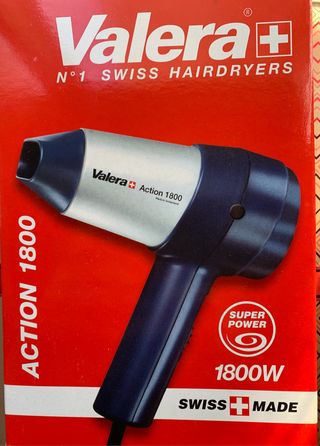 Valera ®
N°1 SWISS HAIRDRYERS
Valera Action 1800
ACTION 1800
SUPER
POWER
1800W
SWISS MADE